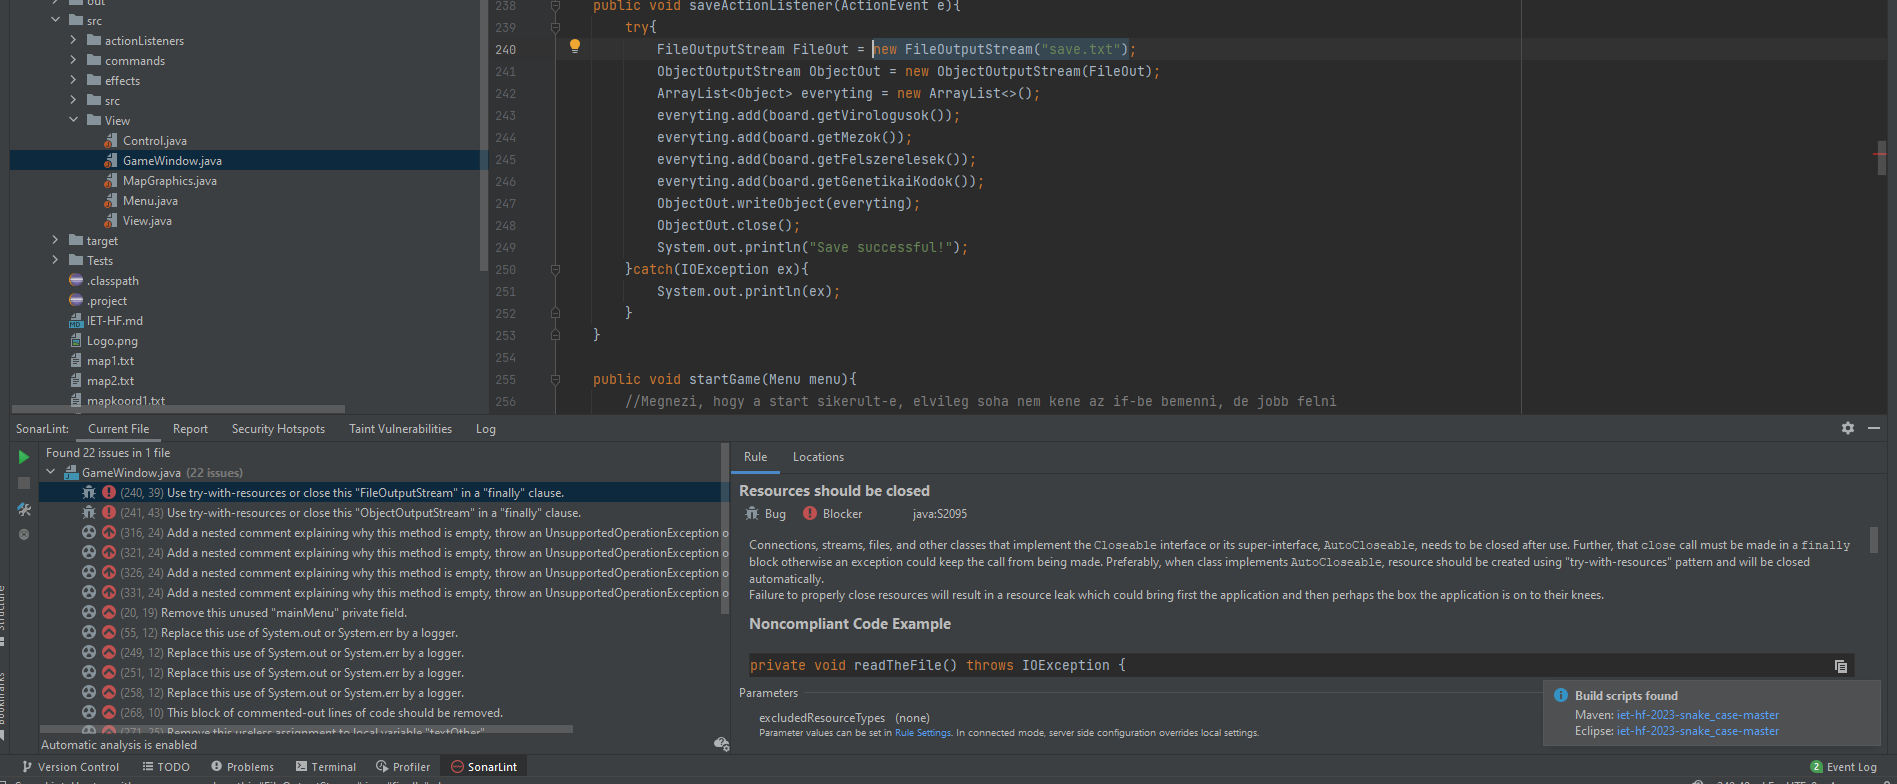 out
src
actionListeners
commands
effects
src
View
Control.java
GameWindow.java
MapGraphics.java
Menu.java
View.java
target
Tests
.classpath
.project
IET-HF.md
Logo.png
map1.txt
map2.txt
mapkoord1.txt
238 public void saveActionListener(ActionEvent e){
239 try{
240 FileOutputStream FileOut = new FileOutputStream("save.txt");
241 ObjectOutputStream ObjectOut = new ObjectOutputStream(FileOut);
242 ArrayList<Object> everyting = new ArrayList<>();
243 everyting.add(board.getVirologusok());
244 everyting.add(board.getMezok());
245 everyting.add(board.getFelszerelesek());
246 everyting.add(board.getGenetikaiKodok());
247 ObjectOut.writeObject(everyting);
248 ObjectOut.close();
249 System.out.println("Save successful!");
250 }catch(IOException ex){
251 System.out.println(ex);
252 }
253 }
254
255 public void startGame(Menu menu){
256 //Megnezi, hogy a start sikerult-e, elvileg soha nem kene az if-be bemenni, de jobb felni
SonarLint: Current File Report Security Hotspots Taint Vulnerabilities Log
Found 22 issues in 1 file
GameWindow.java (22 issues)
(240, 39) Use try-with-resources or close this "FileOutputStream" in a "finally" clause.
(241, 43) Use try-with-resources or close this "ObjectOutputStream" in a "finally" clause.
(316, 24) Add a nested comment explaining why this method is empty, throw an UnsupportedOperationException o
(321, 24) Add a nested comment explaining why this method is empty, throw an UnsupportedOperationException o
(326, 24) Add a nested comment explaining why this method is empty, throw an UnsupportedOperationException o
(331, 24) Add a nested comment explaining why this method is empty, throw an UnsupportedOperationException o
(20, 19) Remove this unused "mainMenu" private field.
(55, 12) Replace this use of System.out or System.err by a logger.
(249, 12) Replace this use of System.out or System.err by a logger.
(251, 12) Replace this use of System.out or System.err by a logger.
(258, 12) Replace this use of System.out or System.err by a logger.
(268, 10) This block of commented-out lines of code should be removed.
(271, 25) Remove this useless assignment to local variable "textOther"
Automatic analysis is enabled
Rule Locations
Resources should be closed
Bug Blocker java:S2095
Connections, streams, files, and other classes that implement the Closeable interface or its super-interface, AutoCloseable, needs to be closed after use. Further, that close call must be made in a finally
block otherwise an exception could keep the call from being made. Preferably, when class implements AutoCloseable, resource should be created using "try-with-resources" pattern and will be closed
automatically.
Failure to properly close resources will result in a resource leak which could bring first the application and then perhaps the box the application is on to their knees.
Noncompliant Code Example
private void readTheFile() throws IOException {
Parameters
excludedResourceTypes (none)
Parameter values can be set in Rule Settings. In connected mode, server side configuration overrides local settings.
Build scripts found
Maven: iet-hf-2023-snake_case-master
Eclipse: iet-hf-2023-snake_case-master
Structure
Bookmarks
Version Control TODO Problems Terminal Profiler SonarLint
2 Event Log